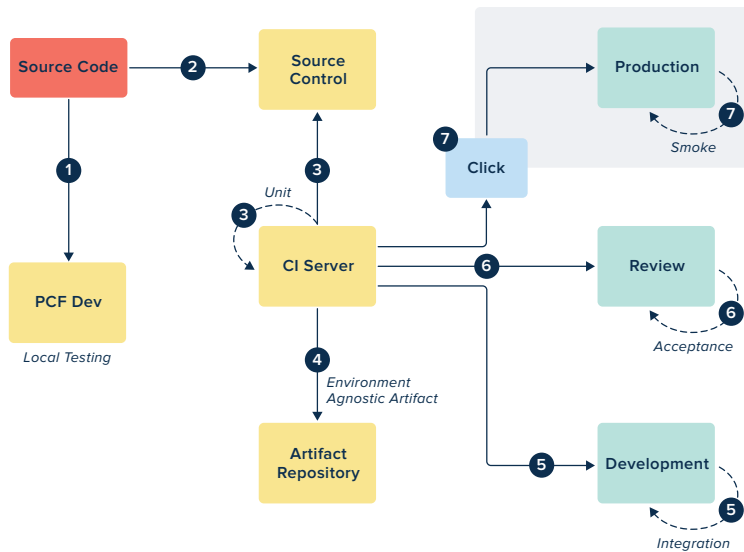 Source Code
2
Source
Control
Production
7
Smoke
7
Click
1
3
Unit
3
CI Server
6
Review
6
Acceptance
PCF Dev
Local Testing
4
Environment
Agnostic Artifact
Artifact
Repository
5
Development
5
Integration